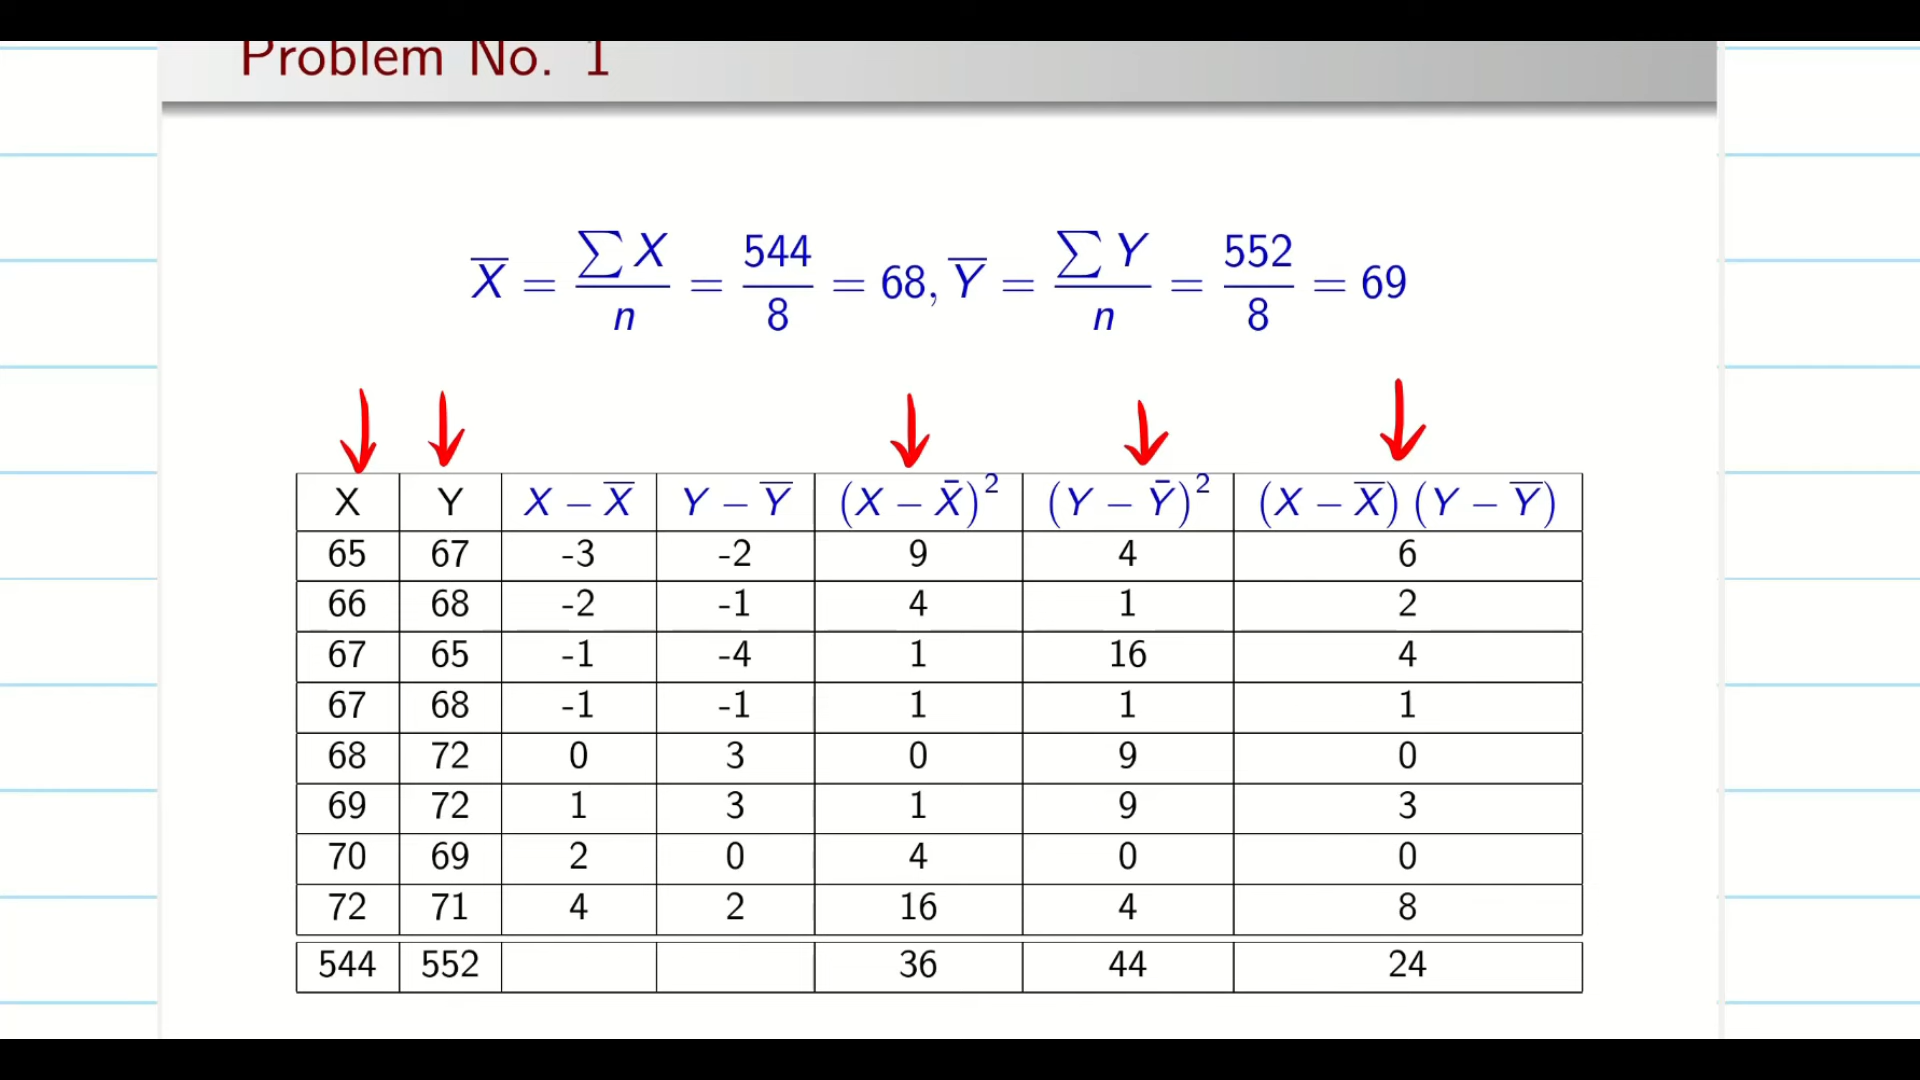 Problem No. 1
X̅ = ∑X / n = 544 / 8 = 68, Y̅ = ∑Y / n = 552 / 8 = 69
X Y X − X̅ Y − Y̅ (X − X̄)² (Y − Ȳ)² (X − X̅)(Y − Y̅)
65 67 -3 -2 9 4 6
66 68 -2 -1 4 1 2
67 65 -1 -4 1 16 4
67 68 -1 -1 1 1 1
68 72 0 3 0 9 0
69 72 1 3 1 9 3
70 69 2 0 4 0 0
72 71 4 2 16 4 8
544 552 36 44 24